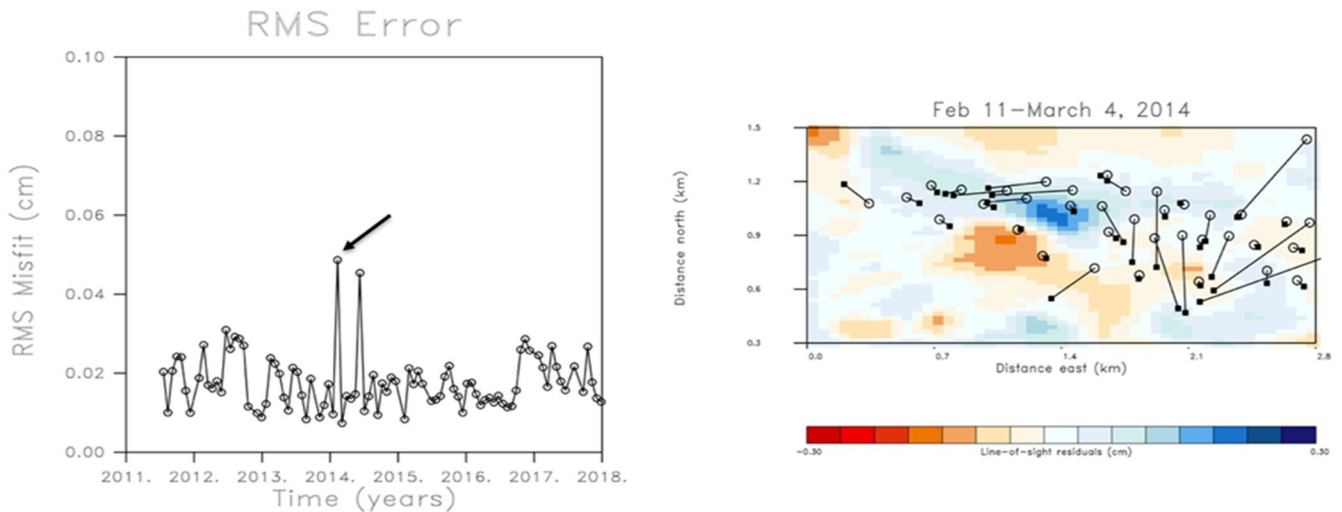 RMS Error
RMS Misfit (cm)
0.10
0.08
0.06
0.04
0.02
0.00
2011. 2012. 2013. 2014. 2015. 2016. 2017. 2018.
Time (years)
Feb 11-March 4, 2014
Distance north (km)
1.5
1.2
0.9
0.6
0.3
0.0 0.7 1.4 2.1 2.8
Distance east (km)
-0.30 Line-of-sight residuals (cm) 0.30